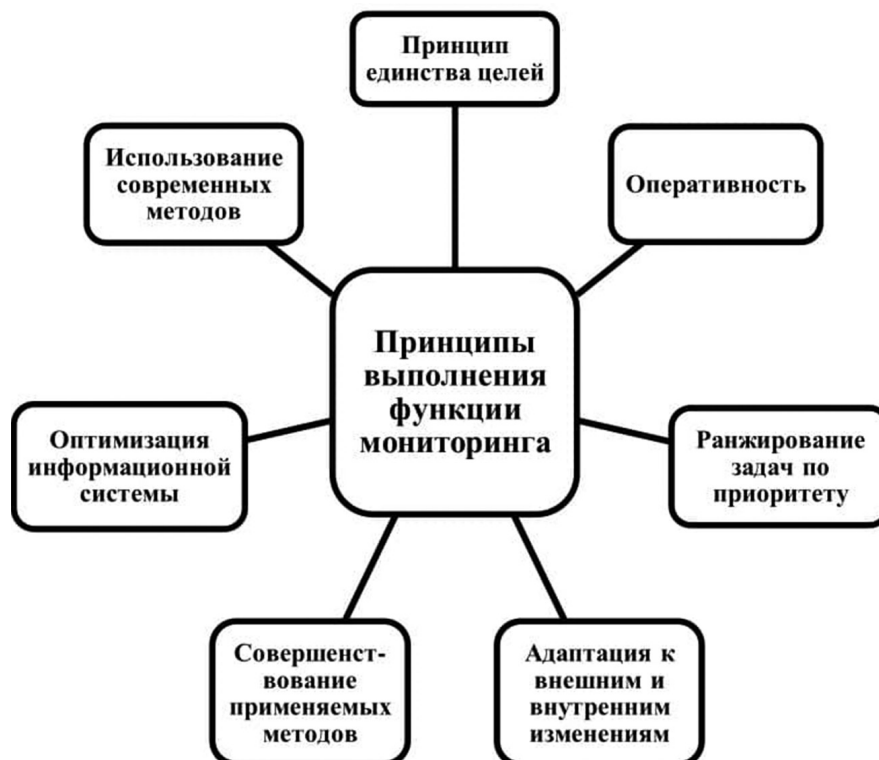 Принцип
единства целей
Использование
современных
методов
Оперативность
Принципы
выполнения
функции
мониторинга
Оптимизация
информационной
системы
Ранжирование
задач по
приоритету
Совершенст-
вование
применяемых
методов
Адаптация к
внешним и
внутренним
изменениям